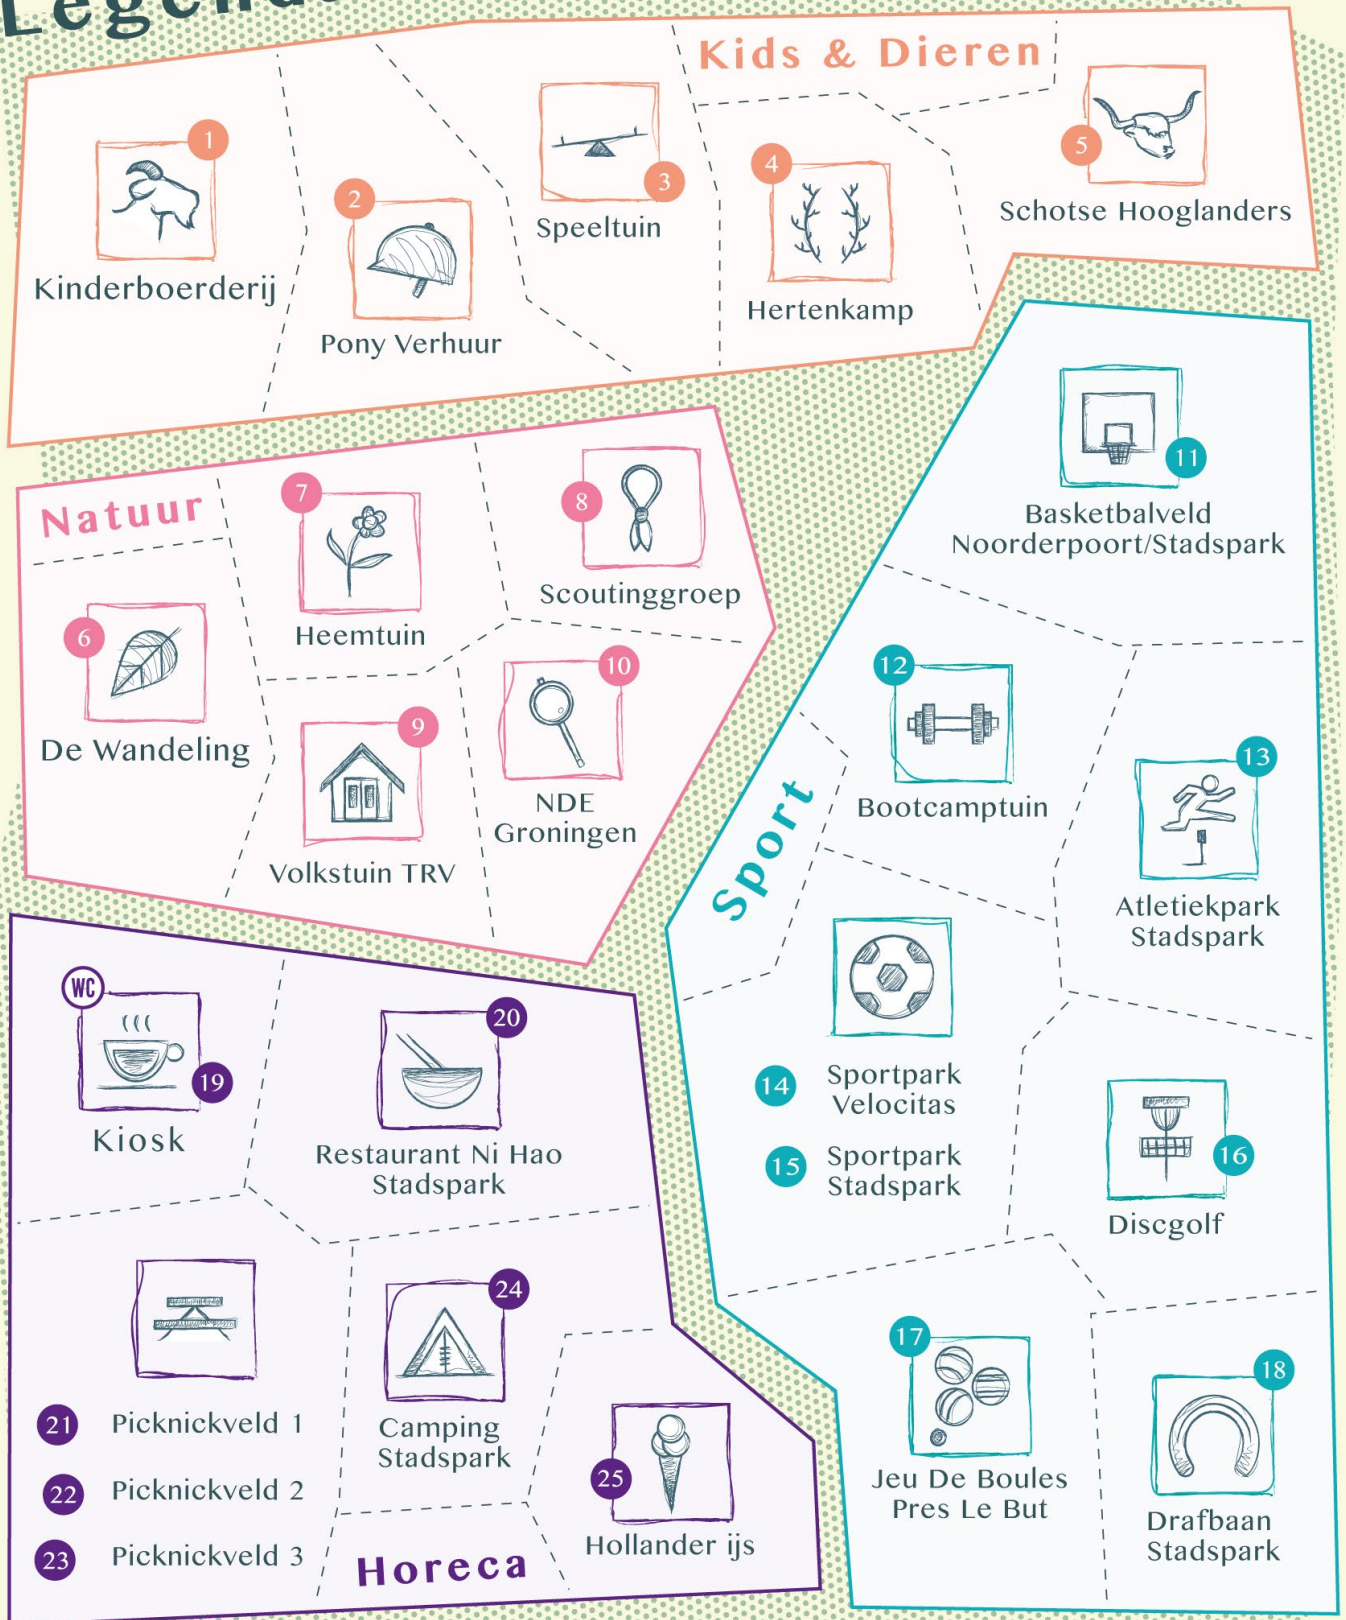 Legenda
Kids & Dieren
1
Kinderboerderij
2
Pony Verhuur
3
Speeltuin
4
Hertenkamp
5
Schotse Hooglanders
Natuur
6
De Wandeling
7
Heemtuin
8
Scoutinggroep
9
Volkstuin TRV
10
NDE
Groningen
Sport
11
Basketbalveld
Noorderpoort/Stadspark
12
Bootcamptuin
13
Atletiekpark
Stadspark
14 Sportpark
Velocitas
15 Sportpark
Stadspark
16
Discgolf
17
Jeu De Boules
Pres Le But
18
Drafbaan
Stadspark
Horeca
WC
19
Kiosk
20
Restaurant Ni Hao
Stadspark
21 Picknickveld 1
22 Picknickveld 2
23 Picknickveld 3
24
Camping
Stadspark
25
Hollander ijs